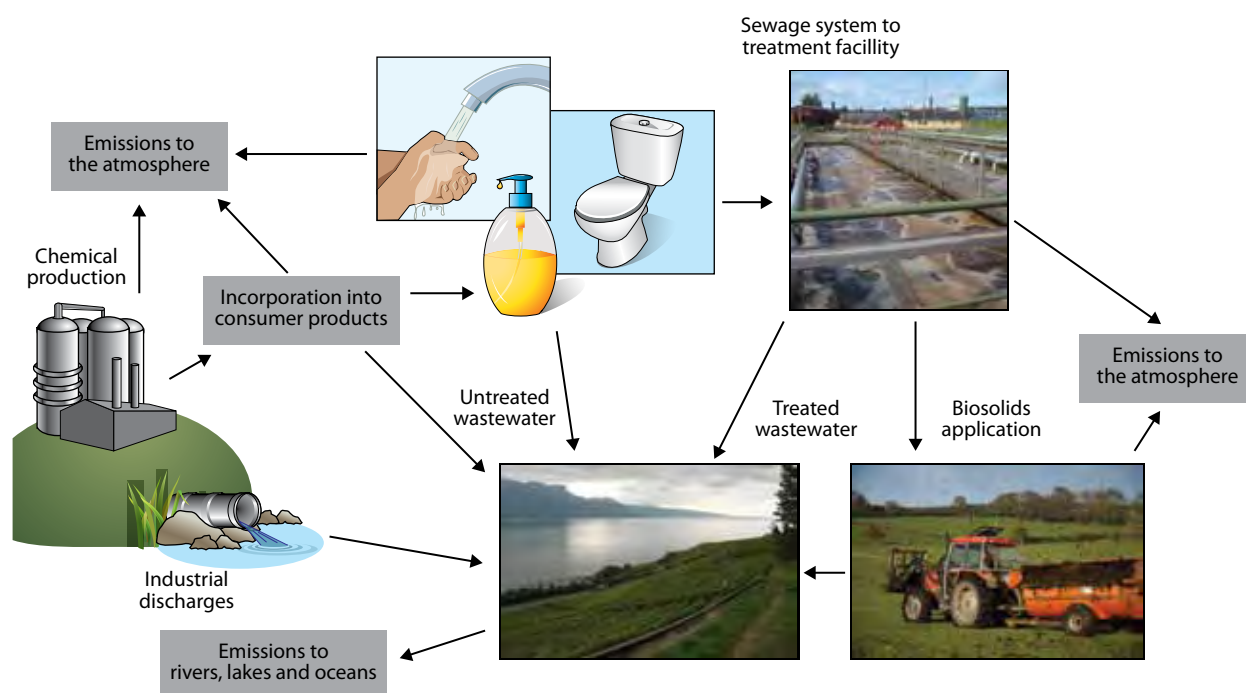 Sewage system to
treatment facillity
Emissions to
the atmosphere
Chemical
production
Incorporation into
consumer products
Emissions to
the atmosphere
Untreated
wastewater
Treated
wastewater
Biosolids
application
Industrial
discharges
Emissions to
rivers, lakes and oceans